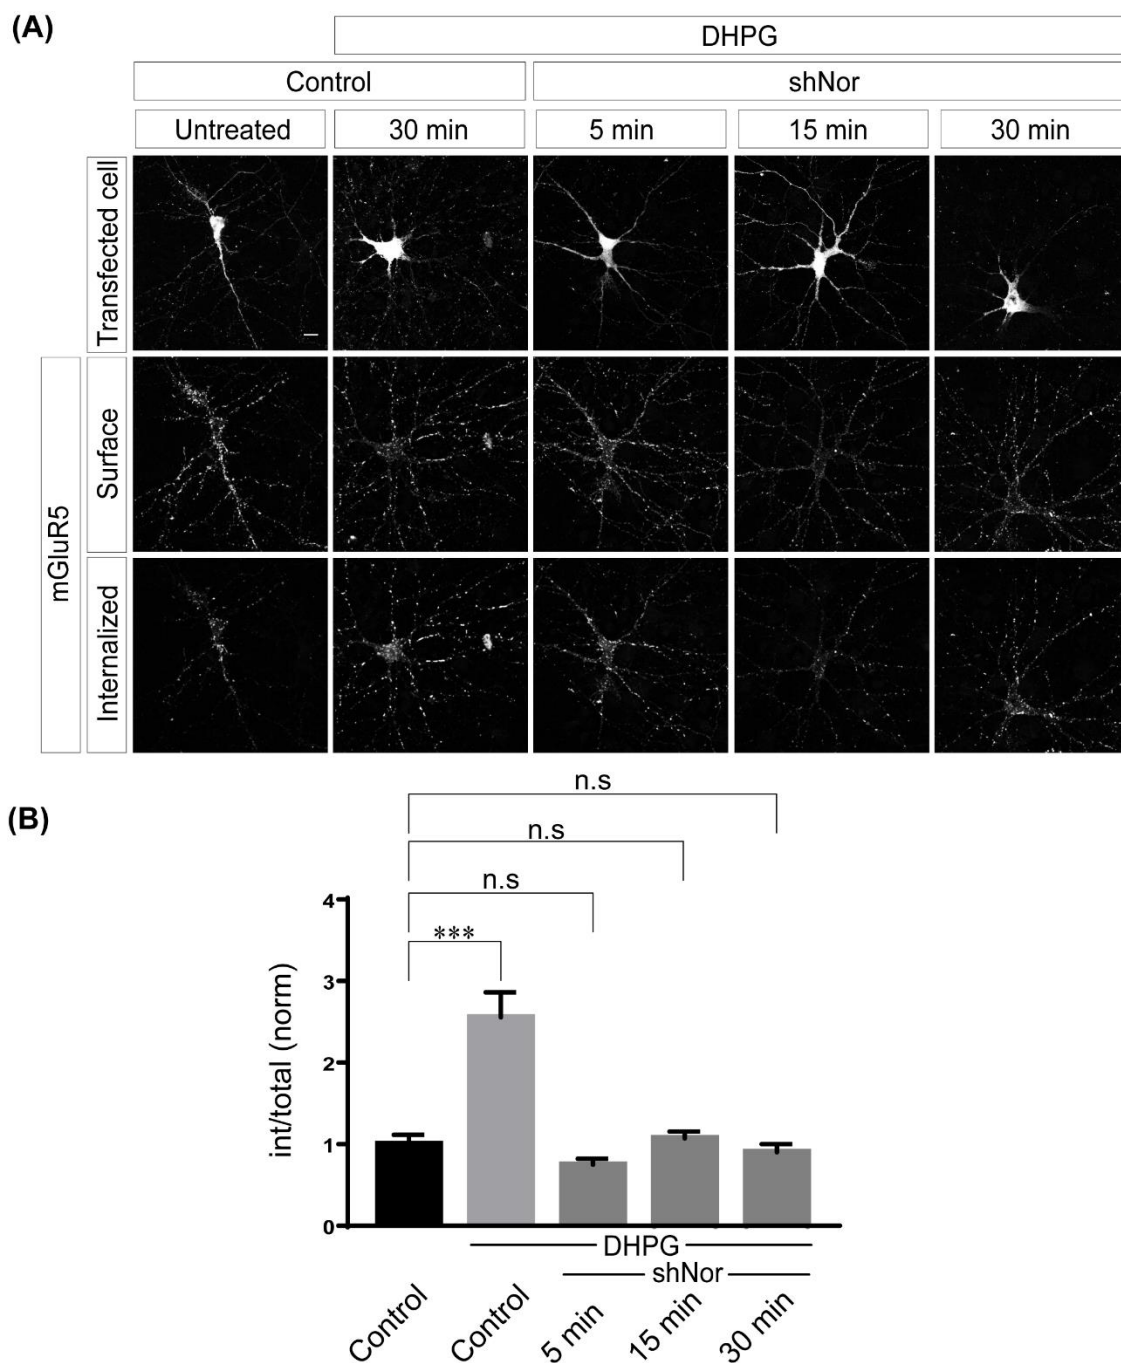 (A)
DHPG
Control shNor
Untreated 30 min 5 min 15 min 30 min
Transfected cell
mGluR5
Surface
Internalized
(B)
n.s
n.s
n.s
***
4
3
2
1
0
int/total (norm)
DHPG
shNor
Control Control 5 min 15 min 30 min